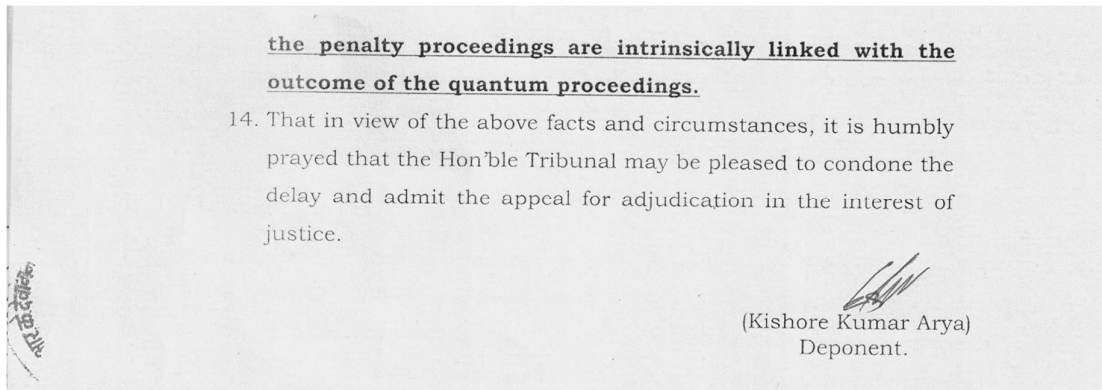 the penalty proceedings are intrinsically linked with the
outcome of the quantum proceedings.
14. That in view of the above facts and circumstances, it is humbly
prayed that the Hon'ble Tribunal may be pleased to condone the
delay and admit the appeal for adjudication in the interest of
justice.
(Kishore Kumar Arya)
Deponent.